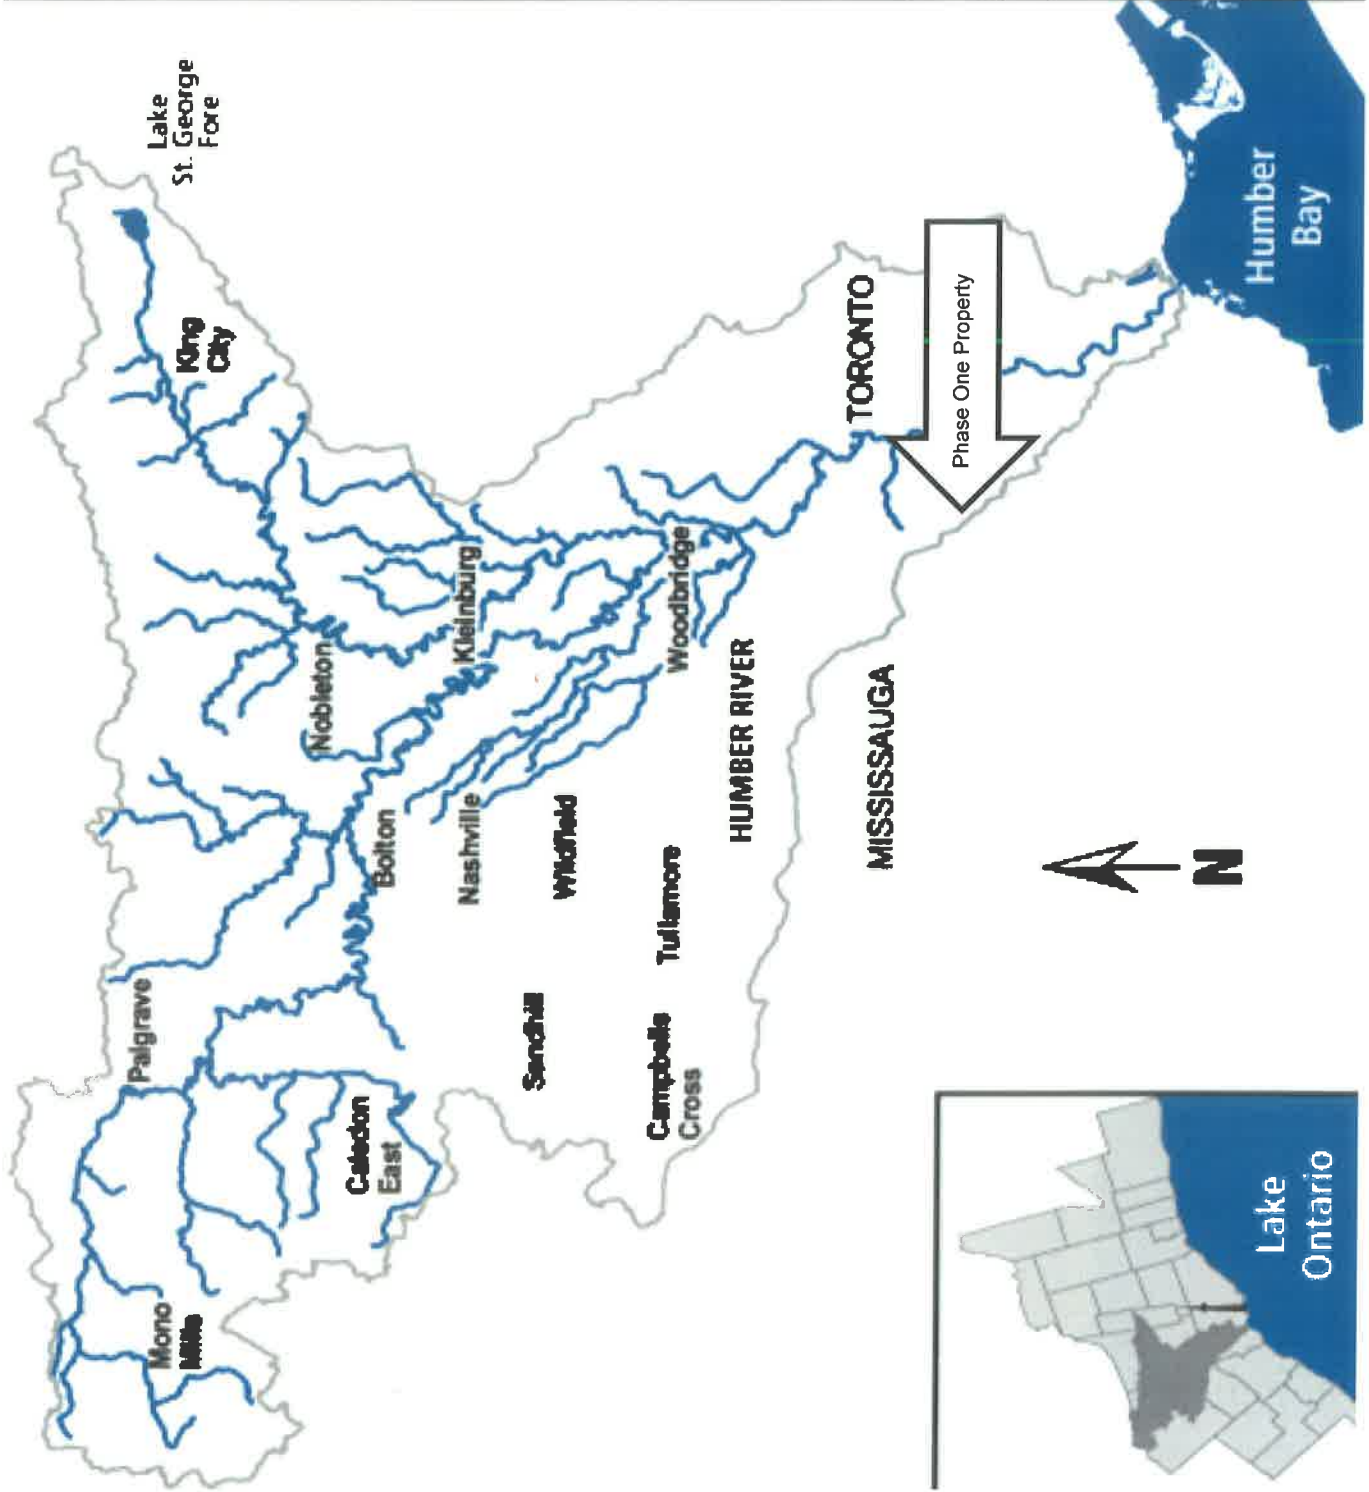 Lake
St. George
Fore
King
City
Palgrave
Mono
Mills
Nobleton
Caledon
East
Bolton
Kleinburg
Nashville
Sandhill
Wildfield
Woodbridge
Tullamore
Campbells
Cross
HUMBER RIVER
TORONTO
MISSISSAUGA
Phase One Property
N
Humber
Bay
Lake
Ontario